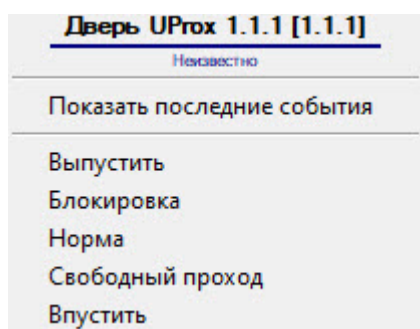 Дверь UProx 1.1.1 [1.1.1]
Неизвестно
Показать последние события
Выпустить
Блокировка
Норма
Свободный проход
Впустить